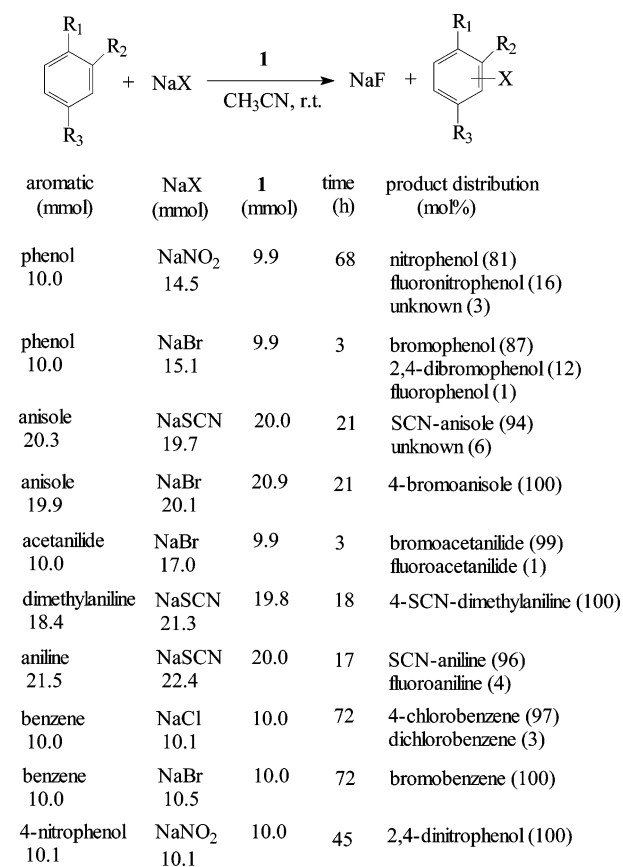 R1
R2
R3
+ NaX
1
CH3CN, r.t.
NaF +
R1
R2
X
R3
aromatic NaX 1 time product distribution
(mmol) (mmol) (mmol) (h) (mol%)
phenol NaNO2 9.9 68 nitrophenol (81)
10.0 14.5 fluoronitrophenol (16)
unknown (3)
phenol NaBr 9.9 3 bromophenol (87)
10.0 15.1 2,4-dibromophenol (12)
fluorophenol (1)
anisole NaSCN 20.0 21 SCN-anisole (94)
20.3 19.7 unknown (6)
anisole NaBr 20.9 21 4-bromoanisole (100)
19.9 20.1
acetanilide NaBr 9.9 3 bromoacetanilide (99)
10.0 17.0 fluoroacetanilide (1)
dimethylaniline NaSCN 19.8 18 4-SCN-dimethylaniline (100)
18.4 21.3
aniline NaSCN 20.0 17 SCN-aniline (96)
21.5 22.4 fluoroaniline (4)
benzene NaCl 10.0 72 4-chlorobenzene (97)
10.0 10.1 dichlorobenzene (3)
benzene NaBr 10.0 72 bromobenzene (100)
10.0 10.5
4-nitrophenol NaNO2 10.0 45 2,4-dinitrophenol (100)
10.1 10.1